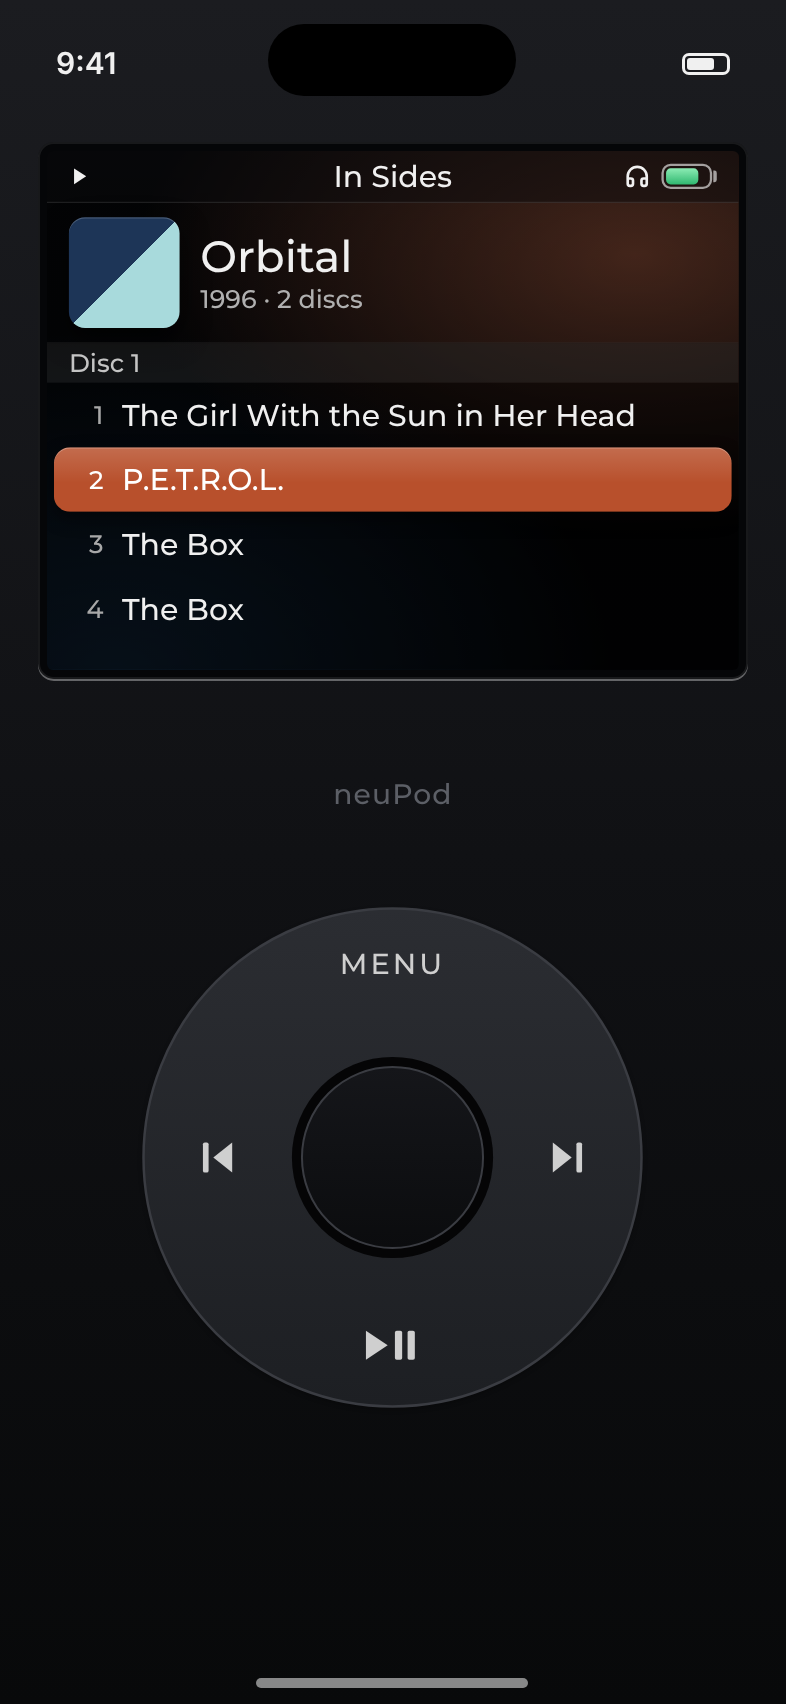 9:41
In Sides
Orbital
1996 · 2 discs
Disc 1
1 The Girl With the Sun in Her Head
2 P.E.T.R.O.L.
3 The Box
4 The Box
neuPod
MENU